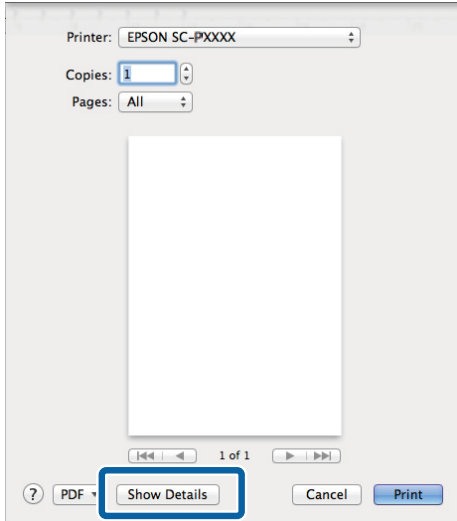 Printer: EPSON SC-PXXXX
Copies: 1
Pages: All
1 of 1
? PDF Show Details Cancel Print